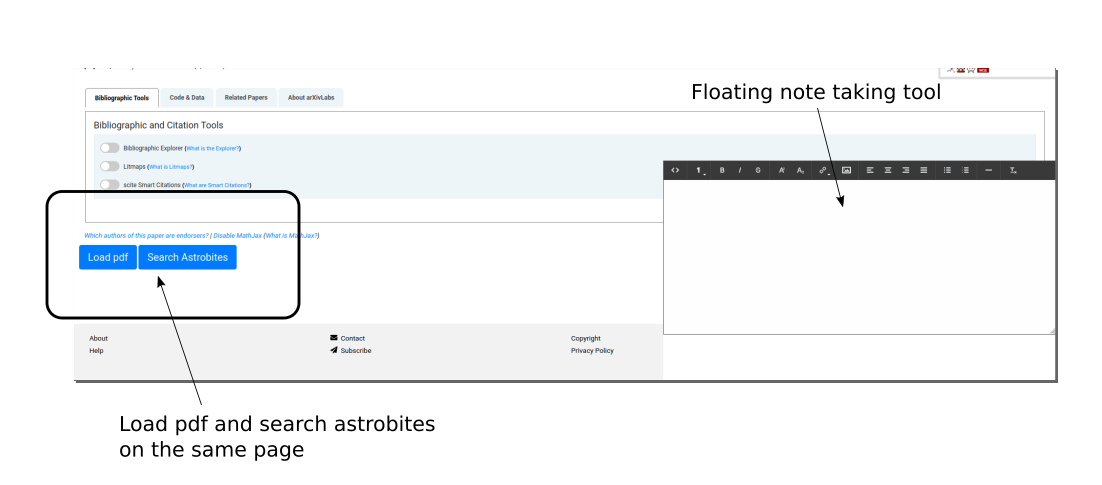 Floating note taking tool
Bibliographic Tools Code & Data Related Papers About arXivLabs
Bibliographic and Citation Tools
Bibliographic Explorer (What is the Explorer?)
Litmaps (What is Litmaps?)
scite Smart Citations (What are Smart Citations?)
Which authors of this paper are endorsers? | Disable MathJax (What is MathJax?)
Load pdf Search Astrobites
About Contact Copyright
Help Subscribe Privacy Policy
Load pdf and search astrobites
on the same page